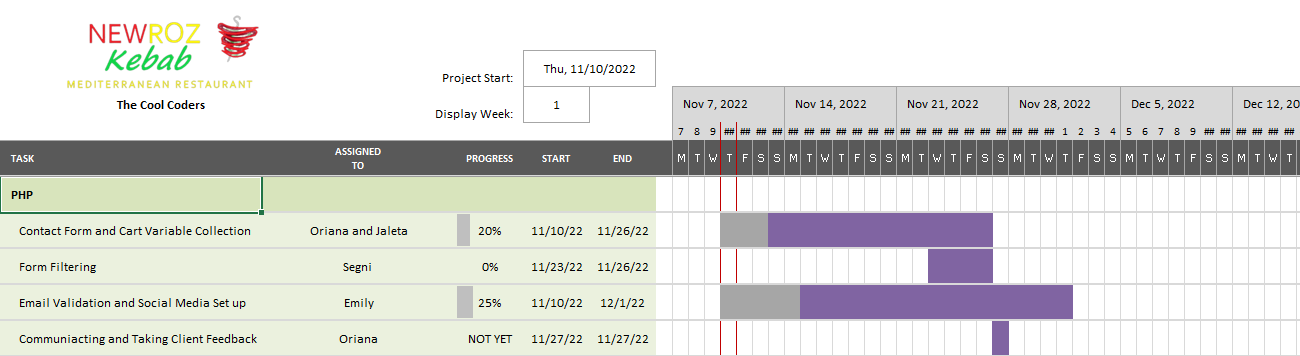 NEWROZ
Kebab
MEDITERRANEAN RESTAURANT
The Cool Coders
Project Start: Thu, 11/10/2022
Display Week: 1
Nov 7, 2022 Nov 14, 2022 Nov 21, 2022 Nov 28, 2022 Dec 5, 2022 Dec 12, 20
7 8 9 ## ## ## ## ## ## ## ## ## ## ## ## ## ## ## ## ## ## ## ## ## 1 2 3 4 5 6 7 8 9 ## ## ## ## ## ##
TASK ASSIGNED TO PROGRESS START END M T W T F S S M T W T F S S M T W T F S S M T W T F S S M T W T F S S M T W T
PHP
Contact Form and Cart Variable Collection Oriana and Jaleta 20% 11/10/22 11/26/22
Form Filtering Segni 0% 11/23/22 11/26/22
Email Validation and Social Media Set up Emily 25% 11/10/22 12/1/22
Communiacting and Taking Client Feedback Oriana NOT YET 11/27/22 11/27/22